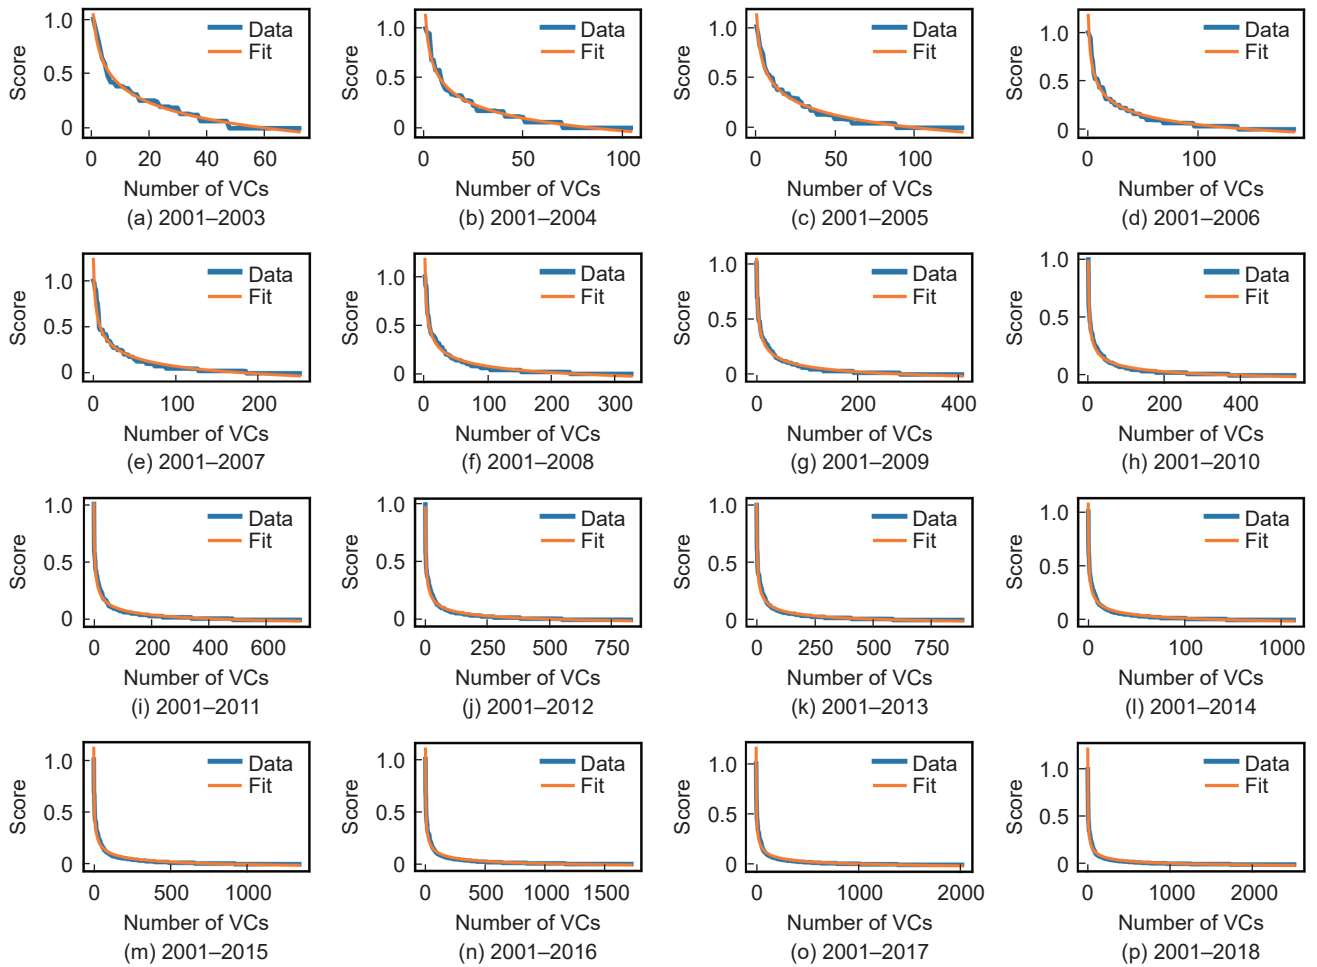 1.0
0.5
0
Score
Data
Fit
0 20 40 60
Number of VCs
(a) 2001–2003
1.0
0.5
0
Score
Data
Fit
0 50 100
Number of VCs
(b) 2001–2004
1.0
0.5
0
Score
Data
Fit
0 50 100
Number of VCs
(c) 2001–2005
1.0
0.5
0
Score
Data
Fit
0 100
Number of VCs
(d) 2001–2006
1.0
0.5
0
Score
Data
Fit
0 100 200
Number of VCs
(e) 2001–2007
1.0
0.5
0
Score
Data
Fit
0 100 200 300
Number of VCs
(f) 2001–2008
1.0
0.5
0
Score
Data
Fit
0 200 400
Number of VCs
(g) 2001–2009
1.0
0.5
0
Score
Data
Fit
0 200 400
Number of VCs
(h) 2001–2010
1.0
0.5
0
Score
Data
Fit
0 200 400 600
Number of VCs
(i) 2001–2011
1.0
0.5
0
Score
Data
Fit
0 250 500 750
Number of VCs
(j) 2001–2012
1.0
0.5
0
Score
Data
Fit
0 250 500 750
Number of VCs
(k) 2001–2013
1.0
0.5
0
Score
Data
Fit
0 100 1000
Number of VCs
(l) 2001–2014
1.0
0.5
0
Score
Data
Fit
0 500 1000
Number of VCs
(m) 2001–2015
1.0
0.5
0
Score
Data
Fit
0 500 1000 1500
Number of VCs
(n) 2001–2016
1.0
0.5
0
Score
Data
Fit
0 1000 2000
Number of VCs
(o) 2001–2017
1.0
0.5
0
Score
Data
Fit
0 1000 2000
Number of VCs
(p) 2001–2018